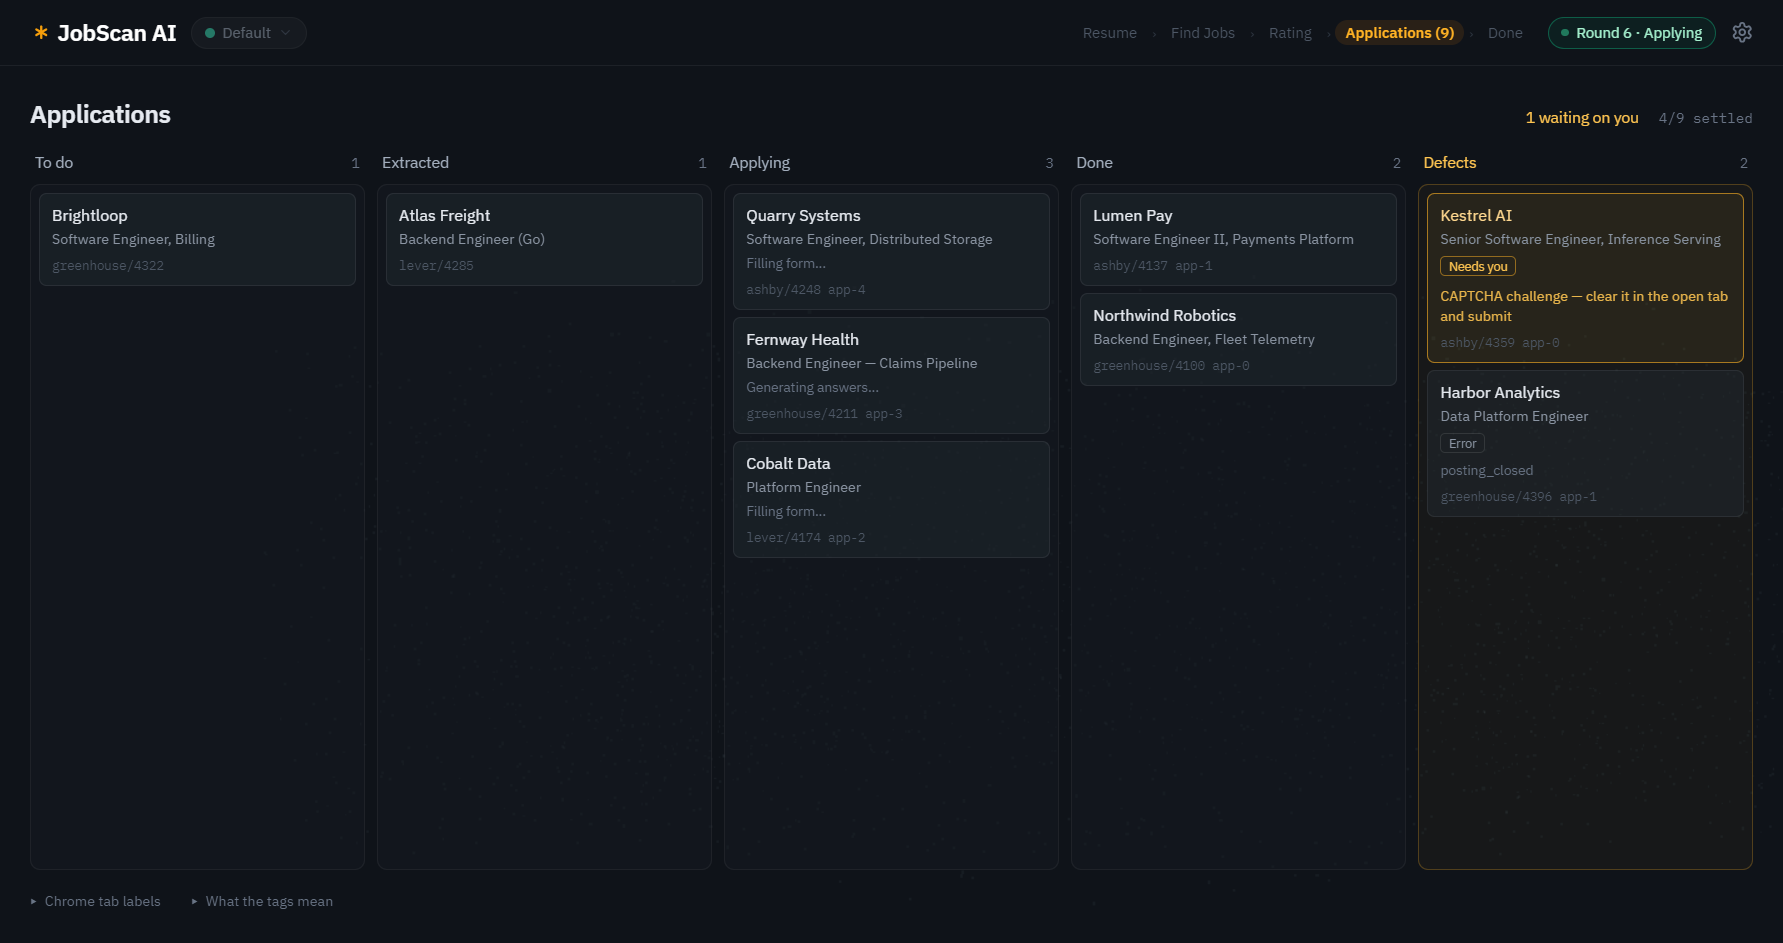 * JobScan AI
Default
Resume › Find Jobs › Rating › Applications (9) › Done
Round 6 · Applying
Applications
1 waiting on you
4/9 settled
To do 1
Brightloop
Software Engineer, Billing
greenhouse/4322
Extracted 1
Atlas Freight
Backend Engineer (Go)
lever/4285
Applying 3
Quarry Systems
Software Engineer, Distributed Storage
Filling form...
ashby/4248 app-4
Fernway Health
Backend Engineer — Claims Pipeline
Generating answers...
greenhouse/4211 app-3
Cobalt Data
Platform Engineer
Filling form...
lever/4174 app-2
Done 2
Lumen Pay
Software Engineer II, Payments Platform
ashby/4137 app-1
Northwind Robotics
Backend Engineer, Fleet Telemetry
greenhouse/4100 app-0
Defects 2
Kestrel AI
Senior Software Engineer, Inference Serving
Needs you
CAPTCHA challenge — clear it in the open tab
and submit
ashby/4359 app-0
Harbor Analytics
Data Platform Engineer
Error
posting_closed
greenhouse/4396 app-1
▸ Chrome tab labels
▸ What the tags mean